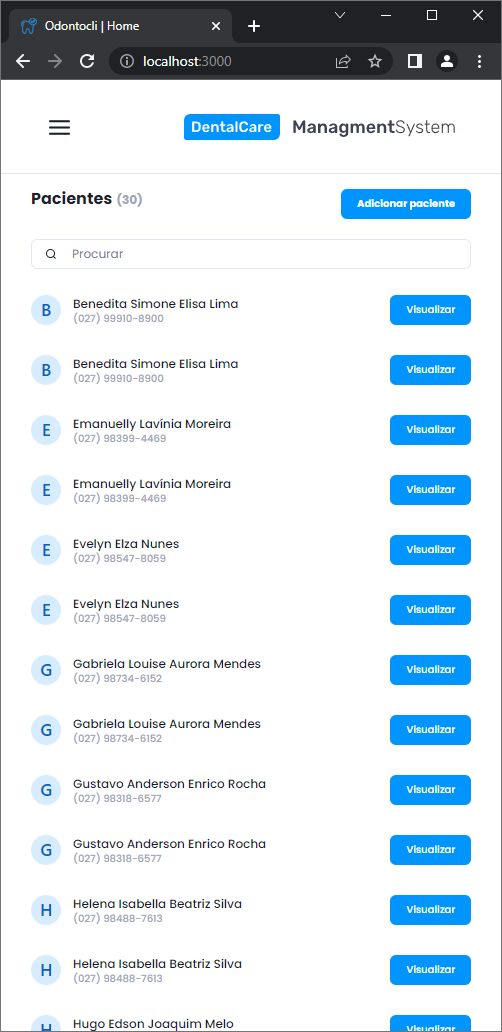 Odontocli | Home
localhost:3000
DentalCare ManagmentSystem
Pacientes (30)
Adicionar paciente
Procurar
B Benedita Simone Elisa Lima Visualizar
(027) 99910-8900
B Benedita Simone Elisa Lima Visualizar
(027) 99910-8900
E Emanuelly Lavínia Moreira Visualizar
(027) 98399-4469
E Emanuelly Lavínia Moreira Visualizar
(027) 98399-4469
E Evelyn Elza Nunes Visualizar
(027) 98547-8059
E Evelyn Elza Nunes Visualizar
(027) 98547-8059
G Gabriela Louise Aurora Mendes Visualizar
(027) 98734-6152
G Gabriela Louise Aurora Mendes Visualizar
(027) 98734-6152
G Gustavo Anderson Enrico Rocha Visualizar
(027) 98318-6577
G Gustavo Anderson Enrico Rocha Visualizar
(027) 98318-6577
H Helena Isabella Beatriz Silva Visualizar
(027) 98488-7613
H Helena Isabella Beatriz Silva Visualizar
(027) 98488-7613
H Hugo Edson Joaquim Melo Visualizar